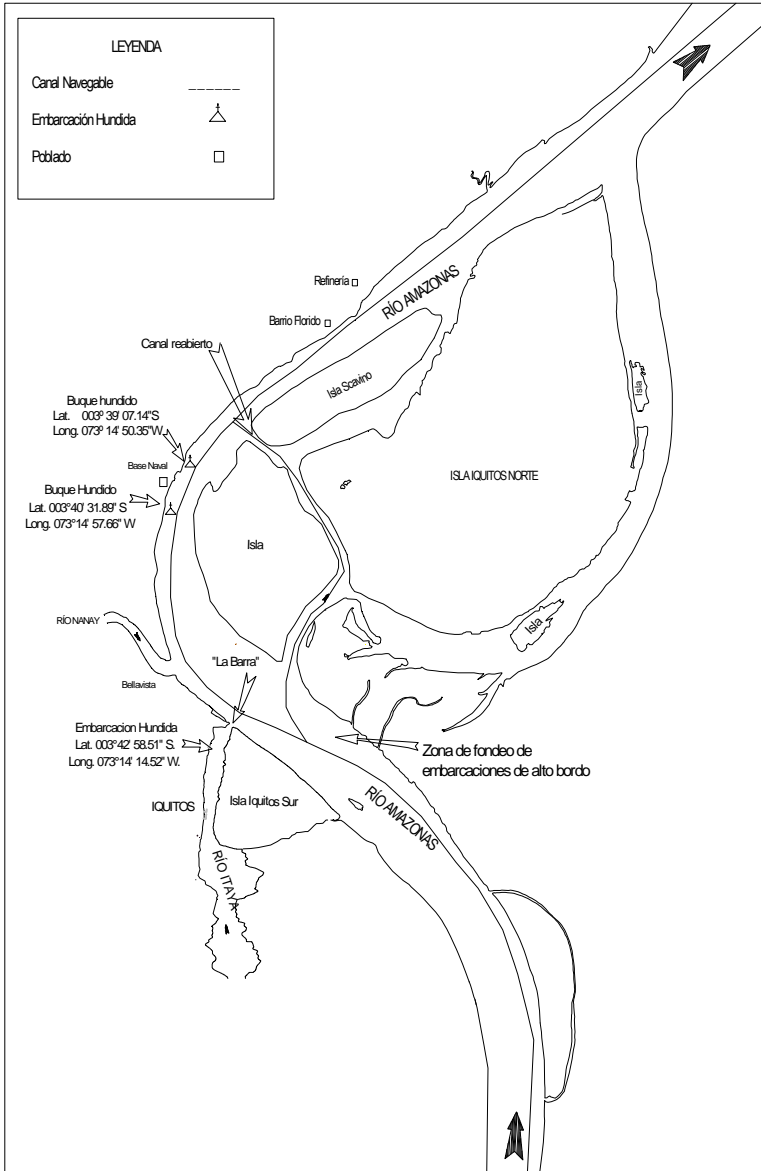 LEYENDA
Canal Navegable
Embarcación Hundida
Poblado
Refinería
RÍO AMAZONAS
Barrio Florido
Canal reabierto
Isla Scavino
Isla
Buque hundido
Lat. 003º 39' 07.14"S
Long. 073º 14' 50.35"W
Base Naval
ISLA IQUITOS NORTE
Buque Hundido
Lat. 003°40' 31.89" S
Long. 073°14' 57.66" W
Isla
RÍO NANAY
Isla
"La Barra"
Bellavista
Embarcacion Hundida
Lat. 003°42' 58.51" S.
Long. 073°14' 14.52" W.
Zona de fondeo de
embarcaciones de alto bordo
IQUITOS
Isla Iquitos Sur
RÍO AMAZONAS
RÍO ITAYA